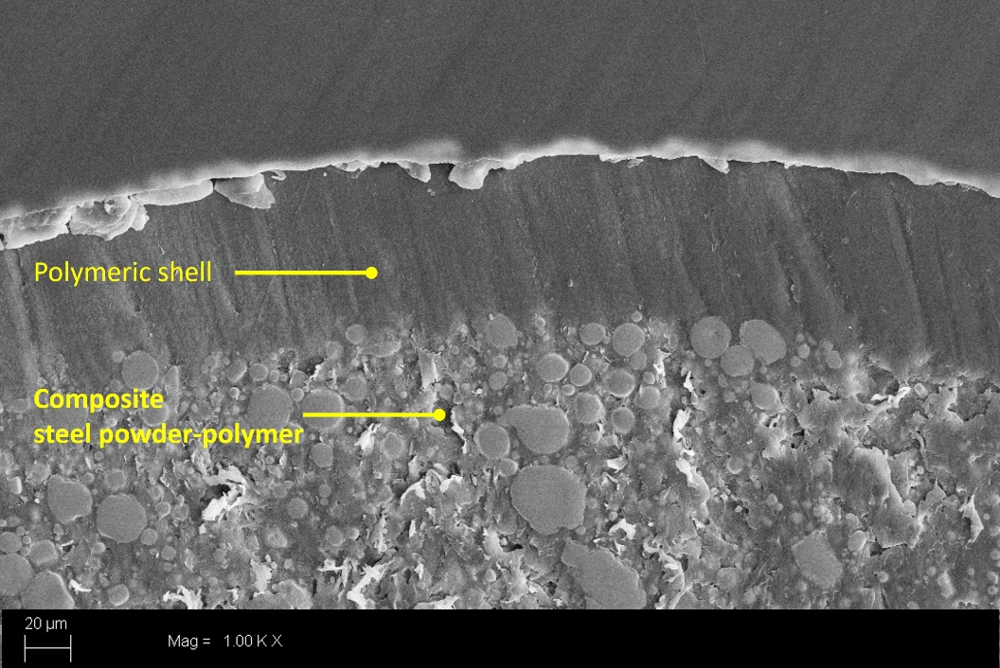 Polymeric shell
Composite
steel powder-polymer
20 µm
Mag = 1.00 K X